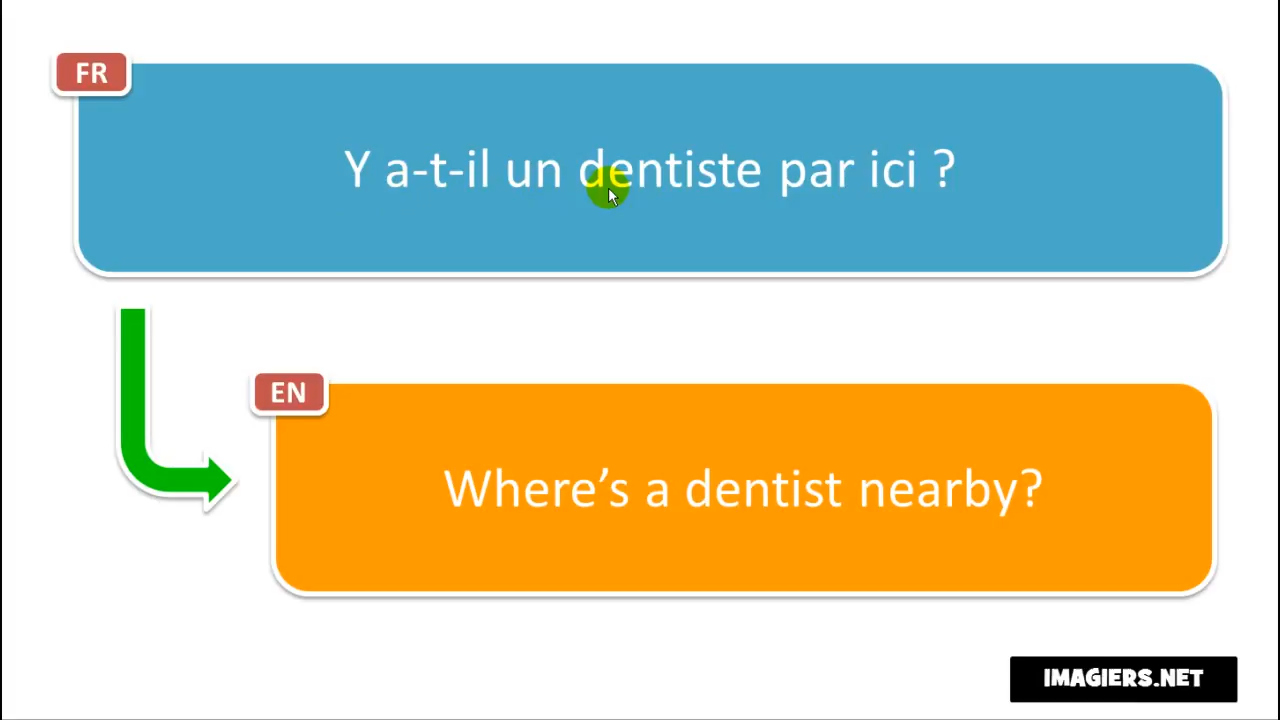 FR
Y a-t-il un dentiste par ici ?
EN
Where’s a dentist nearby?
IMAGIERS.NET